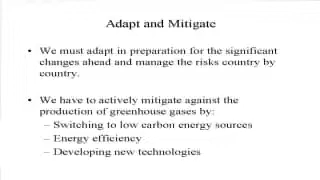 Adapt and Mitigate
• We must adapt in preparation for the significant
changes ahead and manage the risks country by
country.
• We have to actively mitigate against the
production of greenhouse gases by:
– Switching to low carbon energy sources
– Energy efficiency
– Developing new technologies